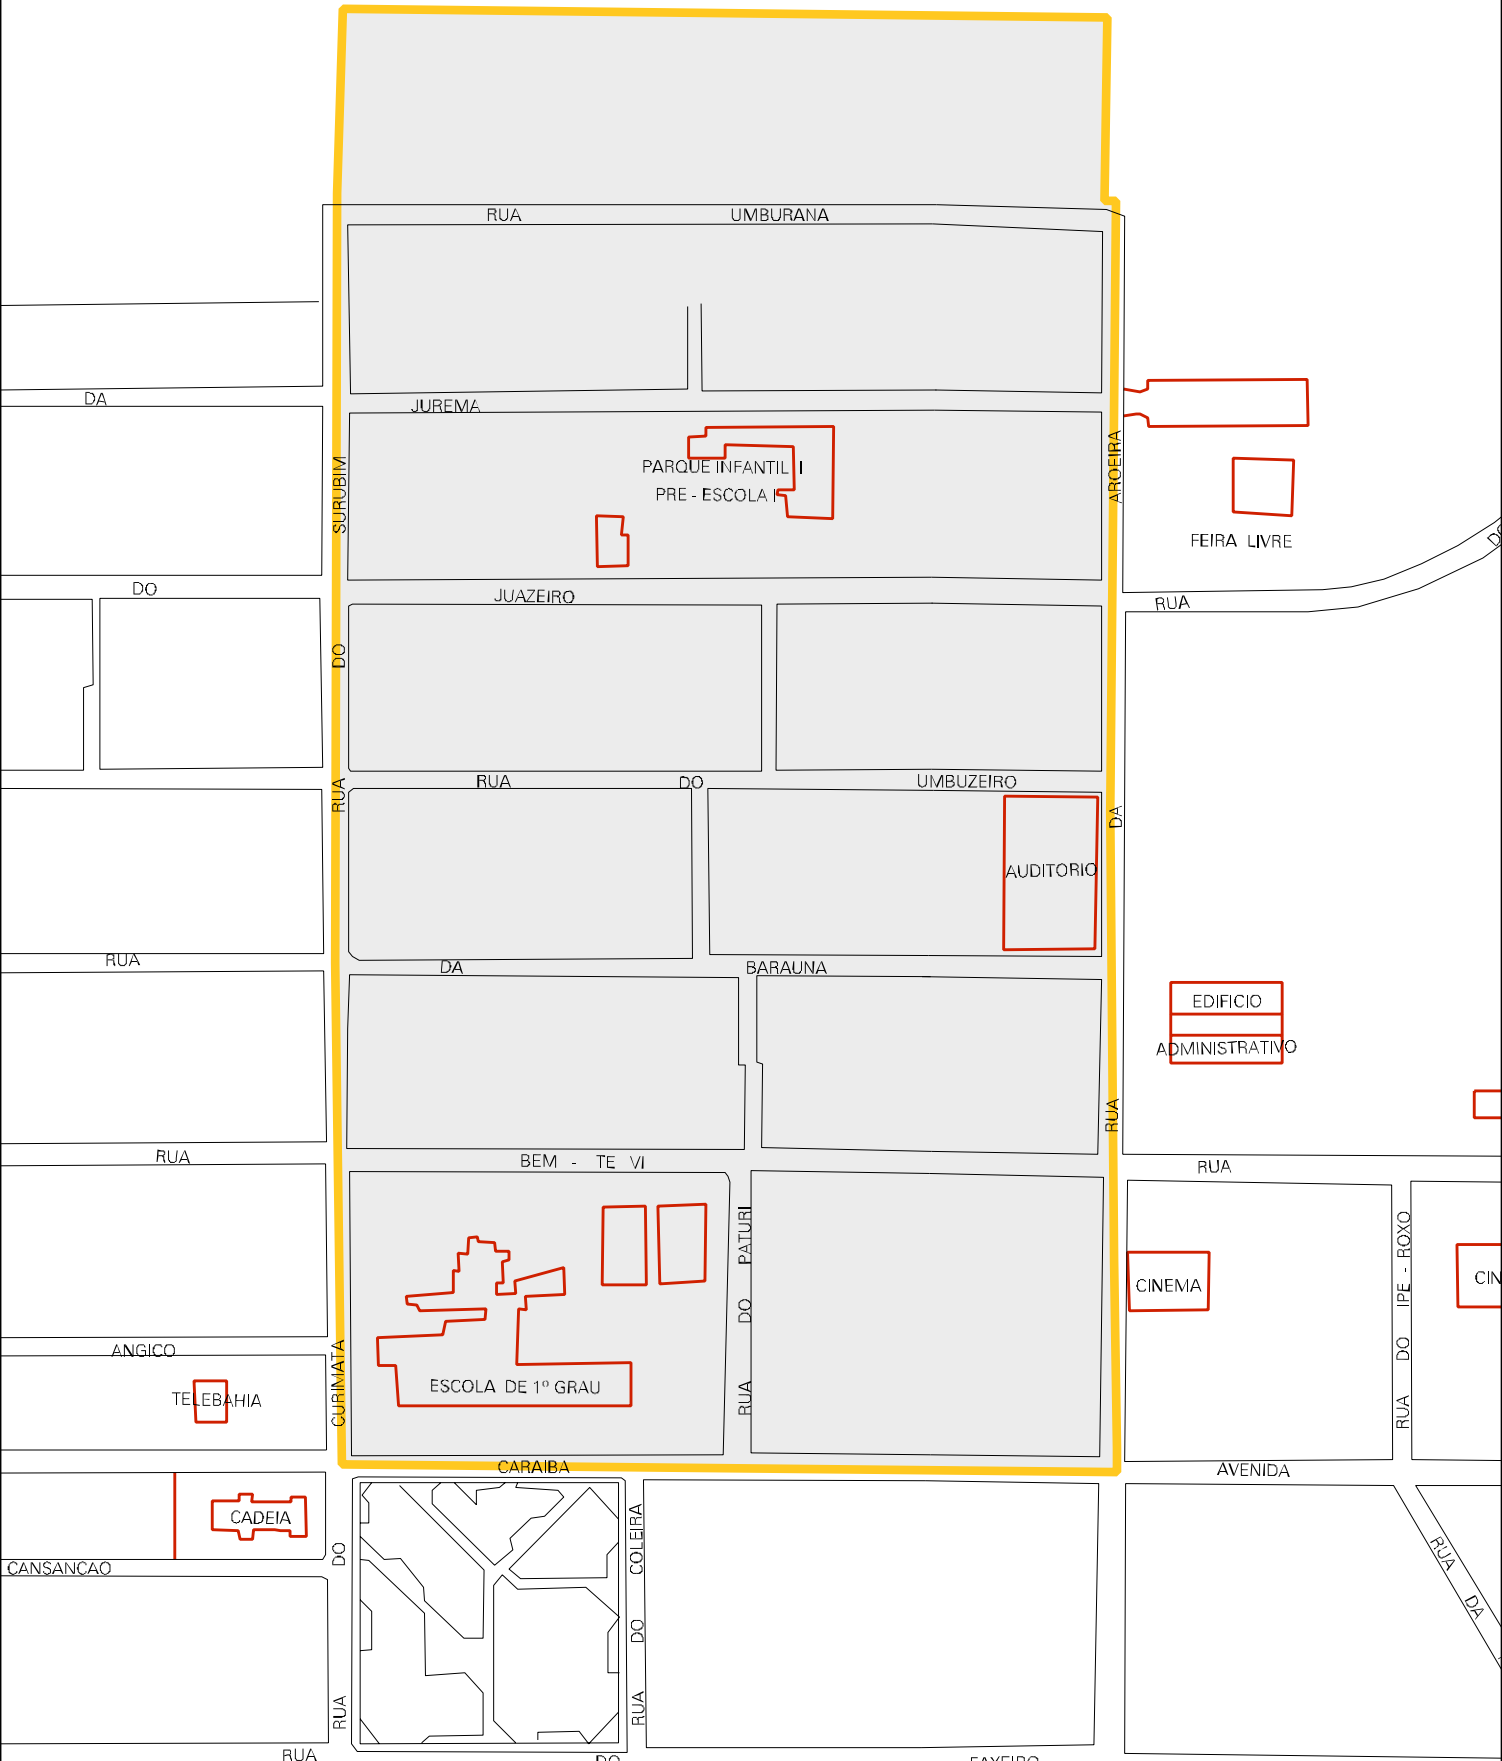 RUA UMBURANA
DA JUREMA
SURUBIM
AROEIRA
PARQUE INFANTIL I
PRE - ESCOLA I
FEIRA LIVRE
DO JUAZEIRO
RUA
DO
DO
RUA DO UMBUZEIRO
RUA
DA
AUDITORIO
RUA DA BARAUNA
EDIFICIO
ADMINISTRATIVO
RUA
RUA BEM - TE VI
RUA
PATURI
DO
RUA
IPE - ROXO
DO
RUA
CINEMA
CIN
ANGICO
CURIMATA
ESCOLA DE 1º GRAU
TELEBAHIA
CARAIBA
AVENIDA
CADEIA
CANSANCAO
DO
RUA
COLEIRA
DO
RUA
RUA DA
RUA DO FAXEIRO